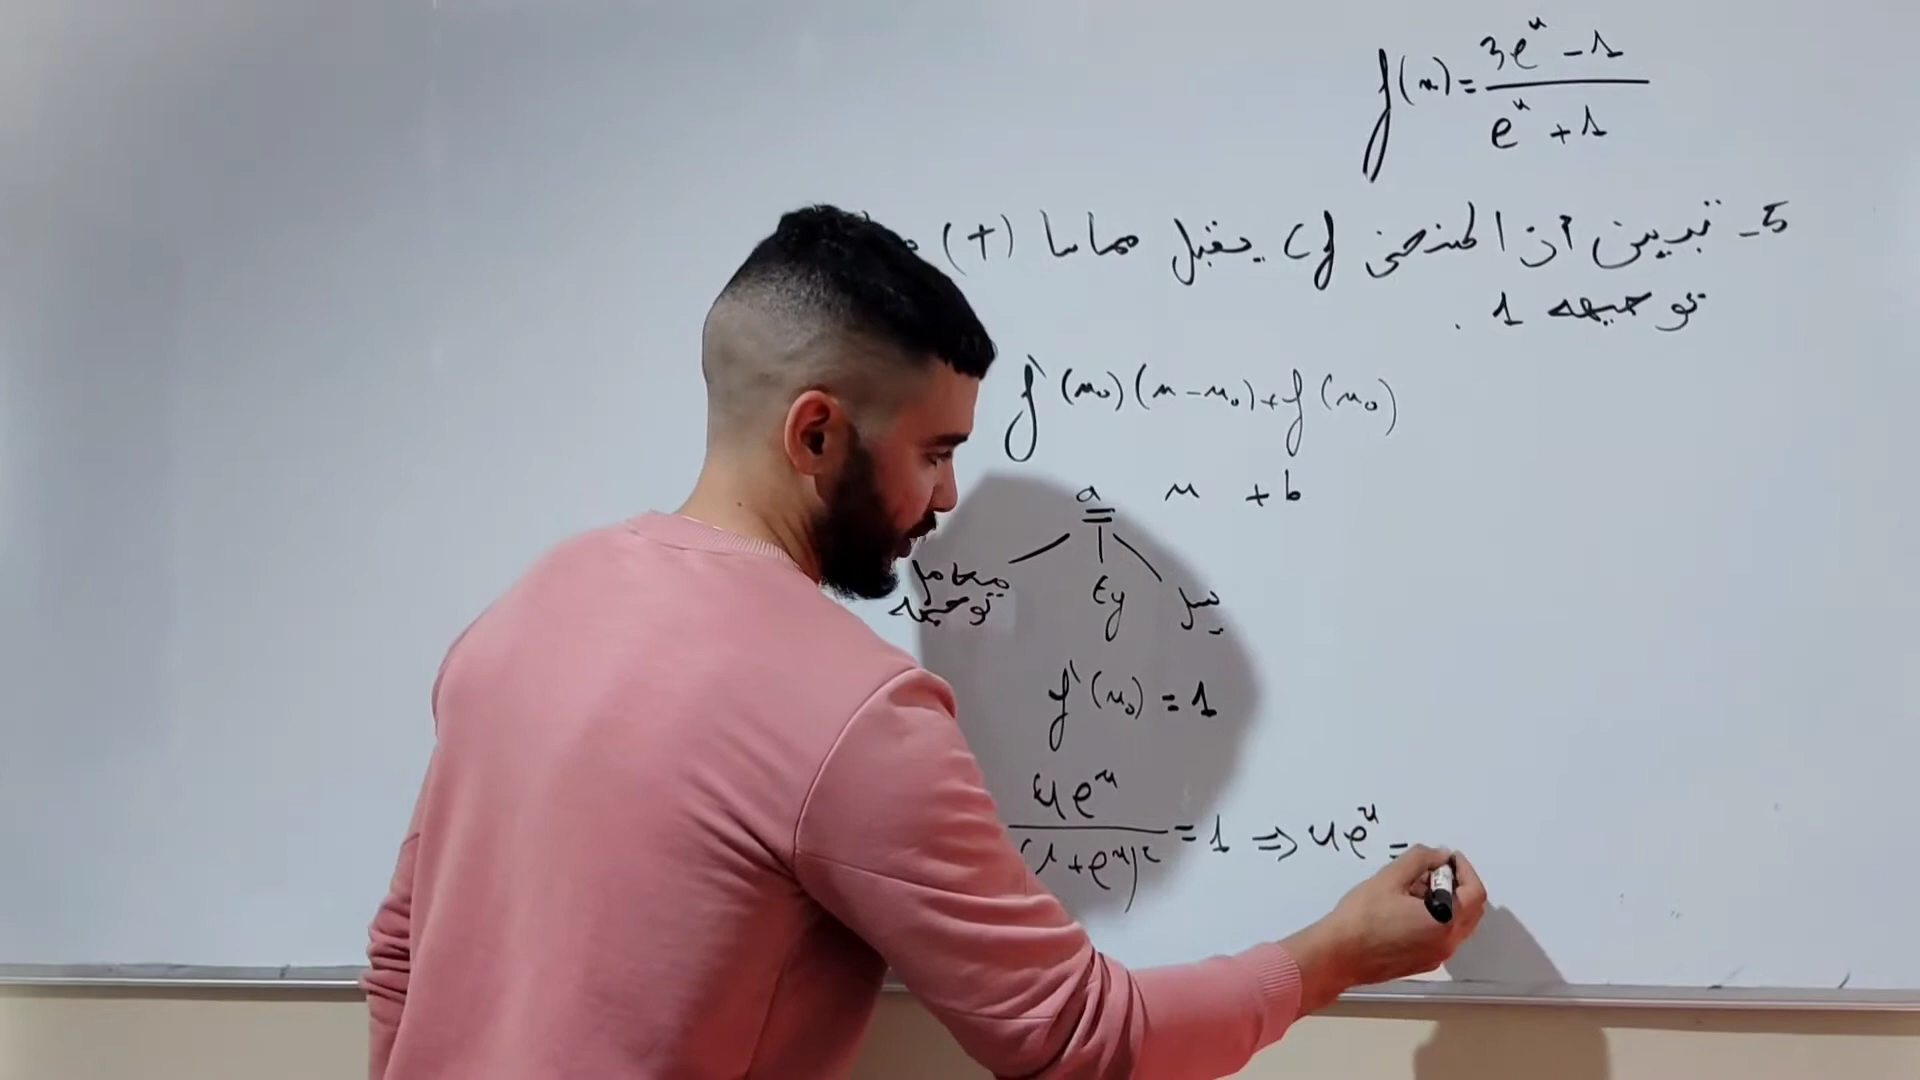 f(x) = (3e^x - 1) / (e^x + 1)
5- تبيين أن المنحنى Cf يقبل مماسا (T)
توجيهه 1 .
f'(x₀)(x - x₀) + f(x₀)
a x + b
معامل توجيه ميل
f'(x₀) = 1
4e^x / (1 + e^x)² = 1 ⇒ 4e^x =